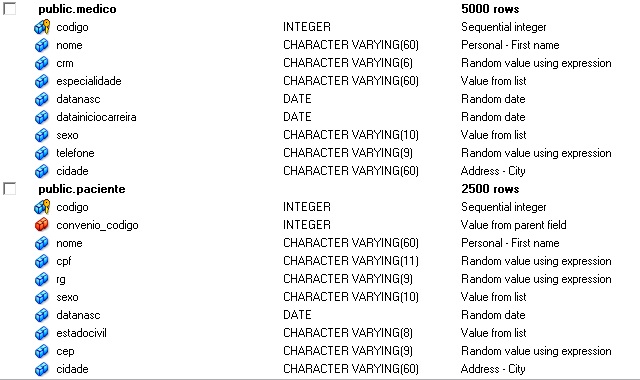 public.medico 5000 rows
codigo INTEGER Sequential integer
nome CHARACTER VARYING(60) Personal - First name
crm CHARACTER VARYING(6) Random value using expression
especialidade CHARACTER VARYING(60) Value from list
datanasc DATE Random date
datainiciocarreira DATE Random date
sexo CHARACTER VARYING(10) Value from list
telefone CHARACTER VARYING(9) Random value using expression
cidade CHARACTER VARYING(60) Address - City
public.paciente 2500 rows
codigo INTEGER Sequential integer
convenio_codigo INTEGER Value from parent field
nome CHARACTER VARYING(60) Personal - First name
cpf CHARACTER VARYING(11) Random value using expression
rg CHARACTER VARYING(9) Random value using expression
sexo CHARACTER VARYING(10) Value from list
datanasc DATE Random date
estadocivil CHARACTER VARYING(8) Value from list
cep CHARACTER VARYING(9) Random value using expression
cidade CHARACTER VARYING(60) Address - City